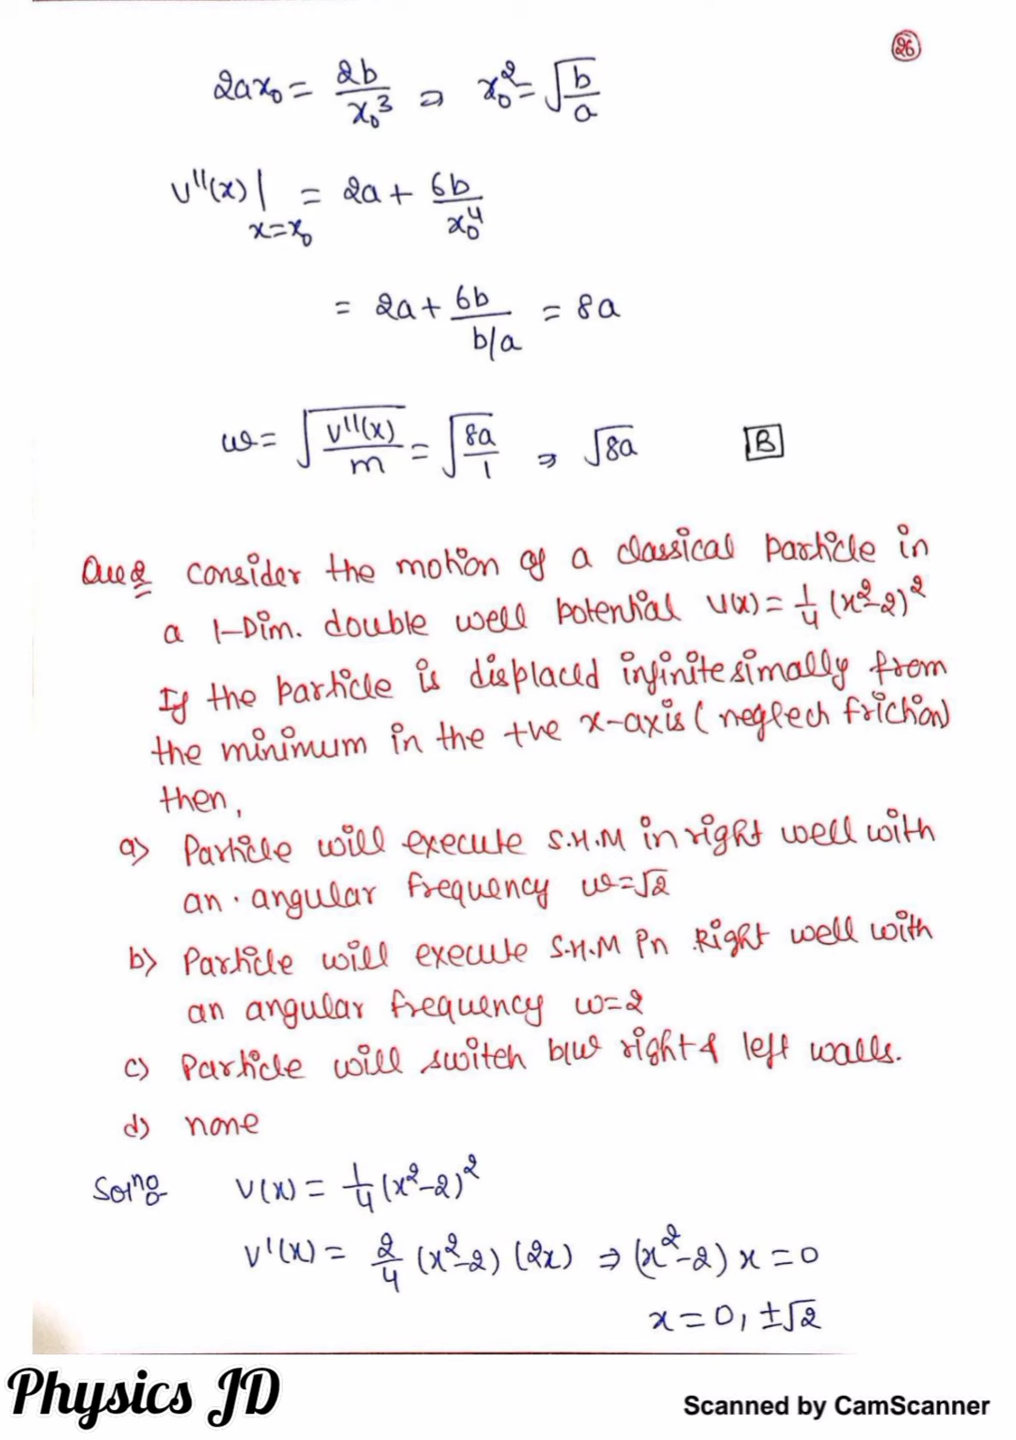 26
2ax₀ = 2b/x₀³ ⇒ x₀² = √(b/a)
V''(x)|ₓ₌ₓ₀ = 2a + 6b/x₀⁴
= 2a + 6b/(b/a) = 8a
ω = √(V''(x)/m) = √(8a/1) ⇒ √8a B
Que consider the motion of a classical particle in
a 1-Dim. double well potential V(x) = 1/4 (x²-2)²
If the particle is displaced infinitesimally from
the minimum in the +ve x-axis (neglech friction)
then,
a) Particle will execute S.H.M in right well with
an angular frequency ω=√2
b) Particle will execute S.H.M in Right well with
an angular frequency ω=2
c) Particle will switch b/w right & left walls.
d) none
Solng V(x) = 1/4 (x²-2)²
V'(x) = 2/4 (x²-2) (2x) ⇒ (x²-2) x = 0
x = 0, ±√2
Physics JD
Scanned by CamScanner